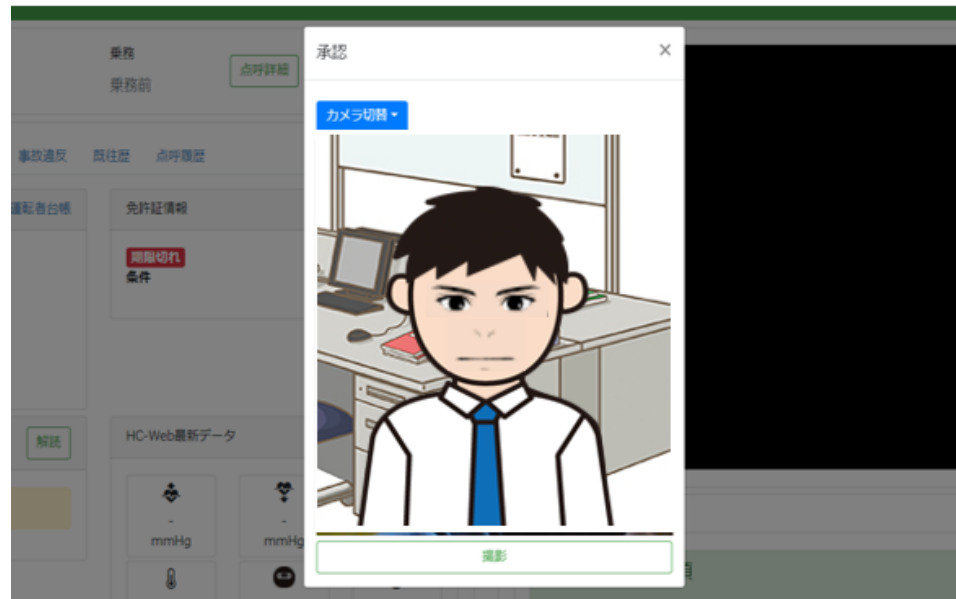 乗務
乗務前
点呼詳細
承認
×
カメラ切替
事故違反
既往歴
点呼履歴
運転者台帳
免許証情報
期限切れ
条件
解読
HC-Web最新データ
-
mmHg
-
mmHg
撮影